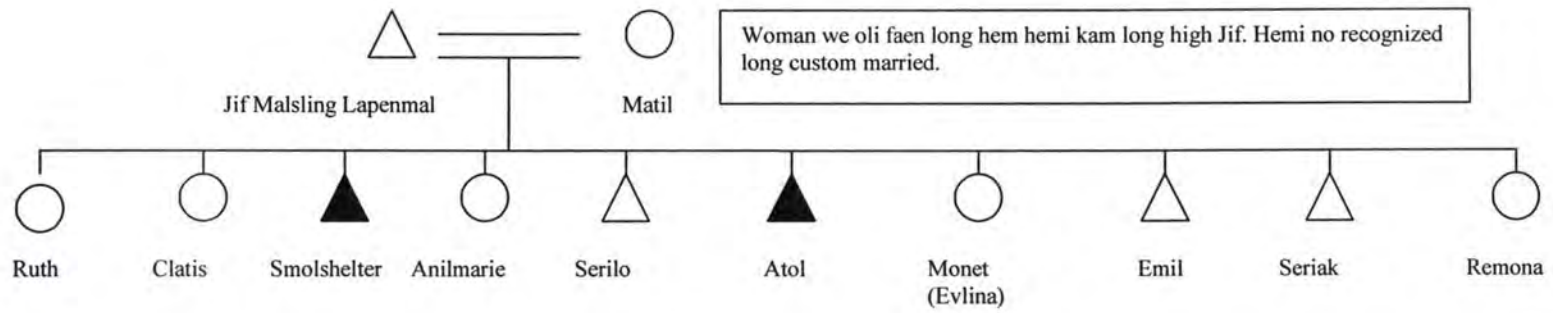 Woman we oli faen long hem hemi kam long high Jif. Hemi no recognized
long custom married.
Jif Malsling Lapenmal
Matil
Ruth
Clatis
Smolshelter
Anilmarie
Serilo
Atol
Monet
(Evlina)
Emil
Seriak
Remona